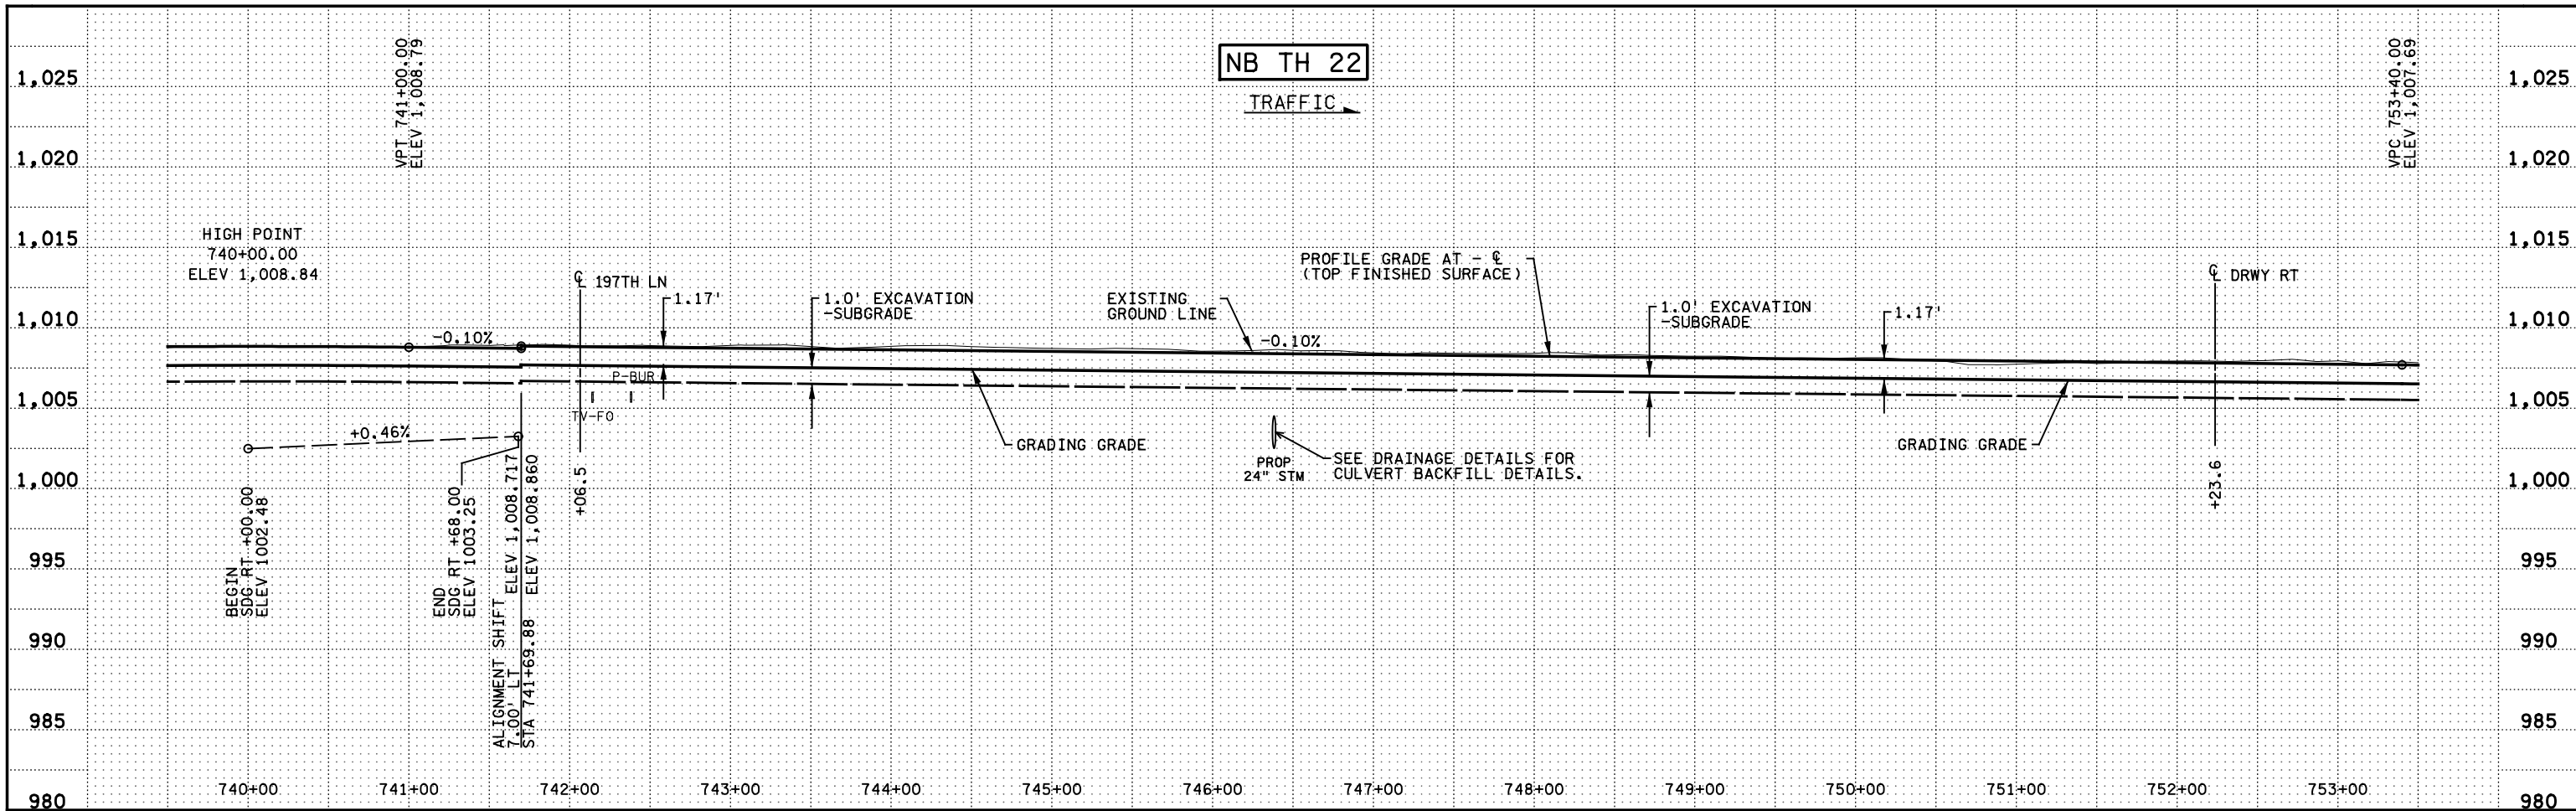 NB TH 22
TRAFFIC
1,025
1,020
1,015
1,010
1,005
1,000
995
990
985
980
1,025
1,020
1,015
1,010
1,005
1,000
995
990
985
980
VPT 741+00.00
ELEV 1,008.79
VPC 753+40.00
ELEV 1,007.69
HIGH POINT
740+00.00
ELEV 1,008.84
-0.10%
℄ 197TH LN
1.17'
1.0' EXCAVATION
-SUBGRADE
EXISTING
GROUND LINE
-0.10%
PROFILE GRADE AT - ℄
(TOP FINISHED SURFACE)
1.0' EXCAVATION
-SUBGRADE
1.17'
℄ DRWY RT
P-BUR
TV-FO
+0.46%
GRADING GRADE
PROP
24" STM
SEE DRAINAGE DETAILS FOR
CULVERT BACKFILL DETAILS.
GRADING GRADE
BEGIN
SDG RT +00.00
ELEV 1002.48
END
SDG RT +68.00
ELEV 1003.25
ALIGNMENT SHIFT
7.00' LT
STA 741+69.88
ELEV 1,008.717
ELEV 1,008.860
+06.5
+23.6
740+00
741+00
742+00
743+00
744+00
745+00
746+00
747+00
748+00
749+00
750+00
751+00
752+00
753+00